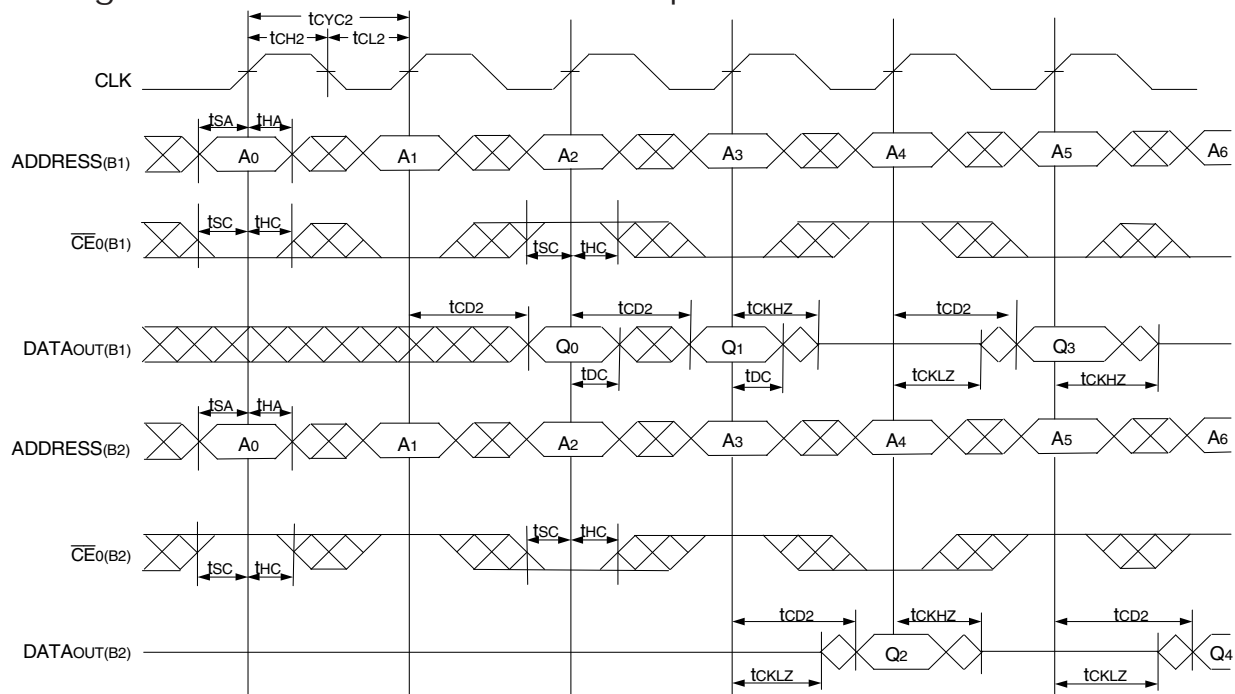 tCYC2
tCH2 tCL2
CLK
tSA tHA
ADDRESS(B1) A0 A1 A2 A3 A4 A5 A6
tSC tHC tSC tHC
CE0(B1)
tCD2 tCD2 tCKHZ tCD2
DATAOUT(B1) Q0 Q1 Q3
tDC tDC tCKLZ tCKHZ
tSA tHA
ADDRESS(B2) A0 A1 A2 A3 A4 A5 A6
tSC tHC
CE0(B2)
tSC tHC
tCD2 tCKHZ tCD2
DATAOUT(B2) Q2 Q4
tCKLZ tCKLZ